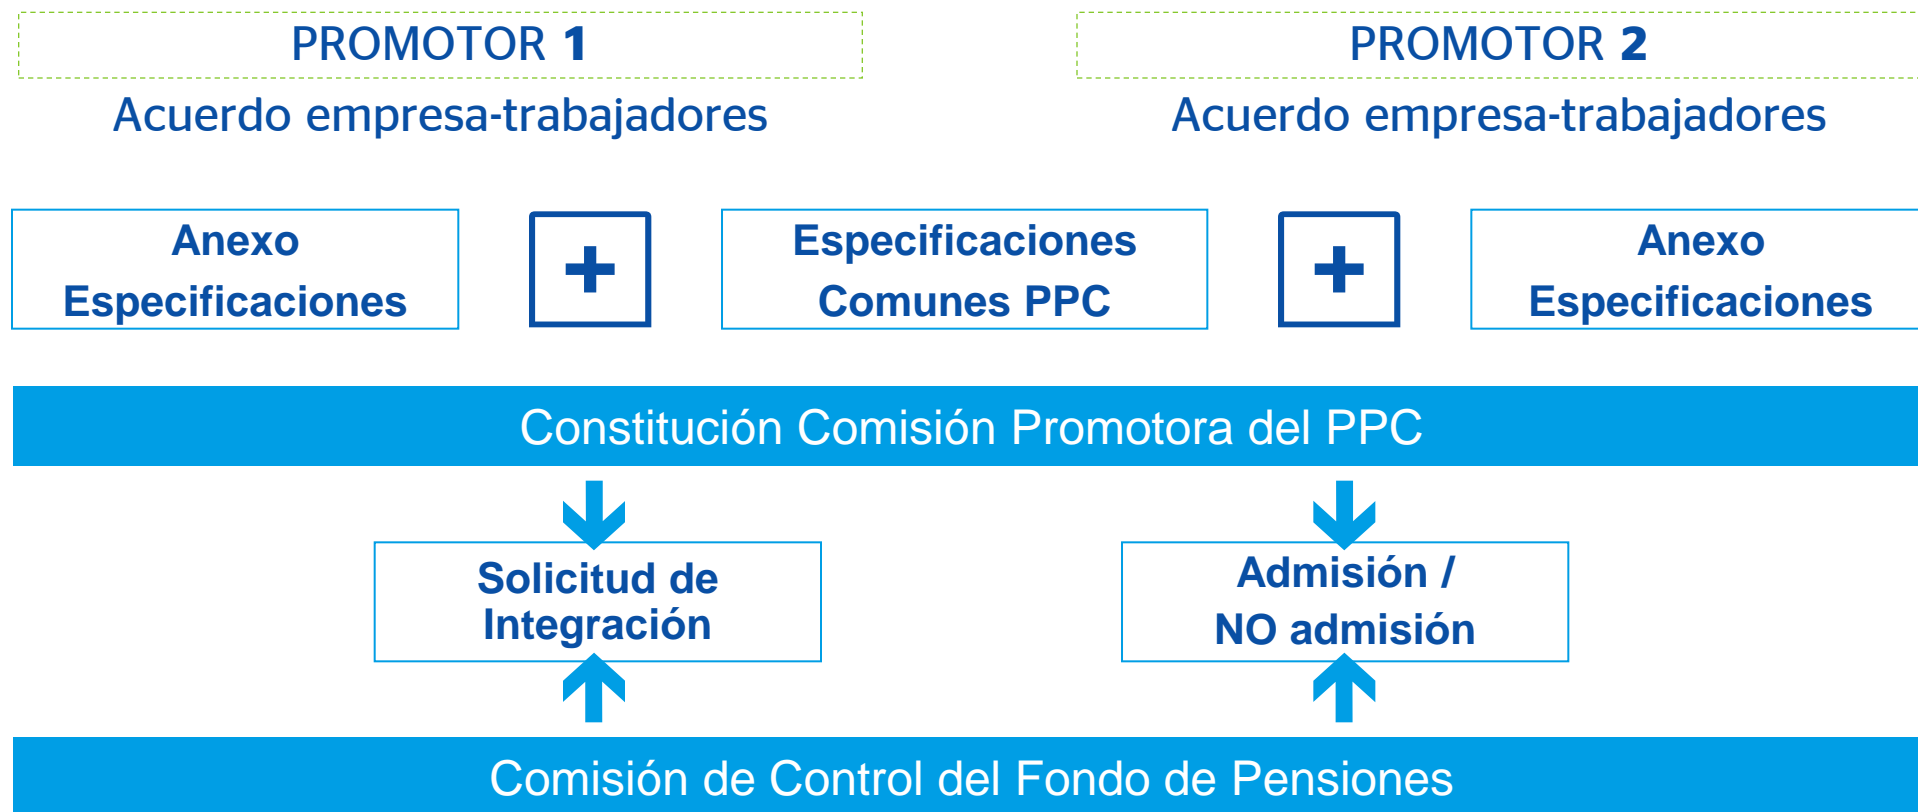 PROMOTOR 1
PROMOTOR 2
Acuerdo empresa-trabajadores
Acuerdo empresa-trabajadores
Anexo
Especificaciones
+
Especificaciones
Comunes PPC
+
Anexo
Especificaciones
Constitución Comisión Promotora del PPC
Solicitud de
Integración
Admisión /
NO admisión
Comisión de Control del Fondo de Pensiones